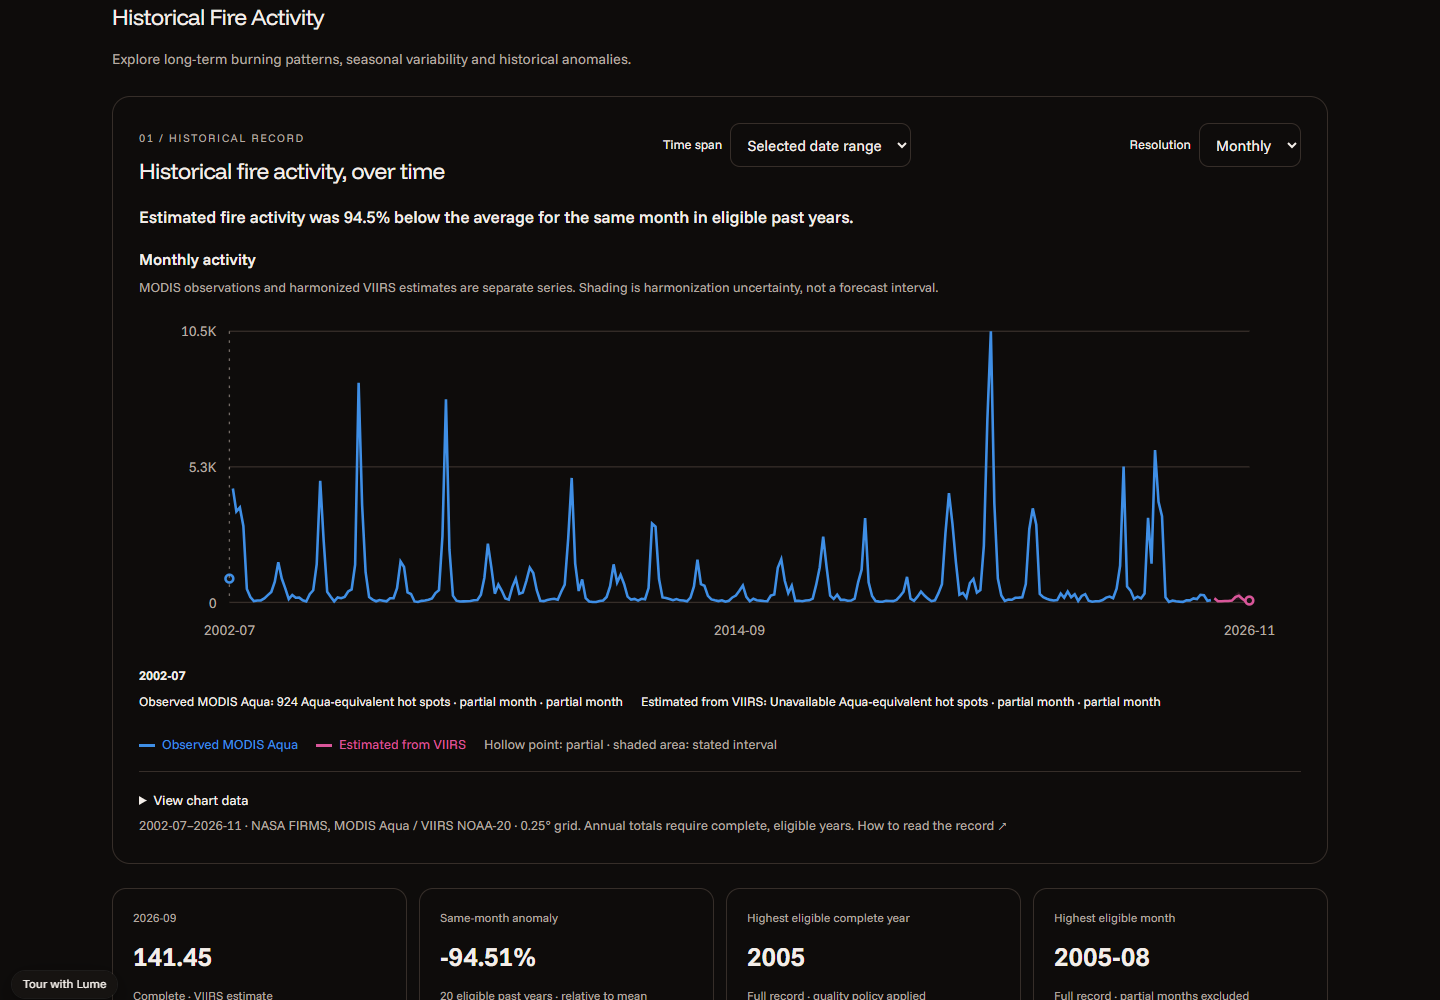 Historical Fire Activity
Explore long-term burning patterns, seasonal variability and historical anomalies.
01 / HISTORICAL RECORD
Historical fire activity, over time
Time span
Selected date range
Resolution
Monthly
Estimated fire activity was 94.5% below the average for the same month in eligible past years.
Monthly activity
MODIS observations and harmonized VIIRS estimates are separate series. Shading is harmonization uncertainty, not a forecast interval.
10.5K
5.3K
0
2002-07
2014-09
2026-11
2002-07
Observed MODIS Aqua: 924 Aqua-equivalent hot spots · partial month · partial month
Estimated from VIIRS: Unavailable Aqua-equivalent hot spots · partial month · partial month
Observed MODIS Aqua
Estimated from VIIRS
Hollow point: partial · shaded area: stated interval
▶ View chart data
2002-07–2026-11 · NASA FIRMS, MODIS Aqua / VIIRS NOAA-20 · 0.25° grid. Annual totals require complete, eligible years. How to read the record ↗
2026-09
141.45
Complete · VIIRS estimate
Same-month anomaly
-94.51%
20 eligible past years · relative to mean
Highest eligible complete year
2005
Full record · quality policy applied
Highest eligible month
2005-08
Full record · partial months excluded
Tour with Lume